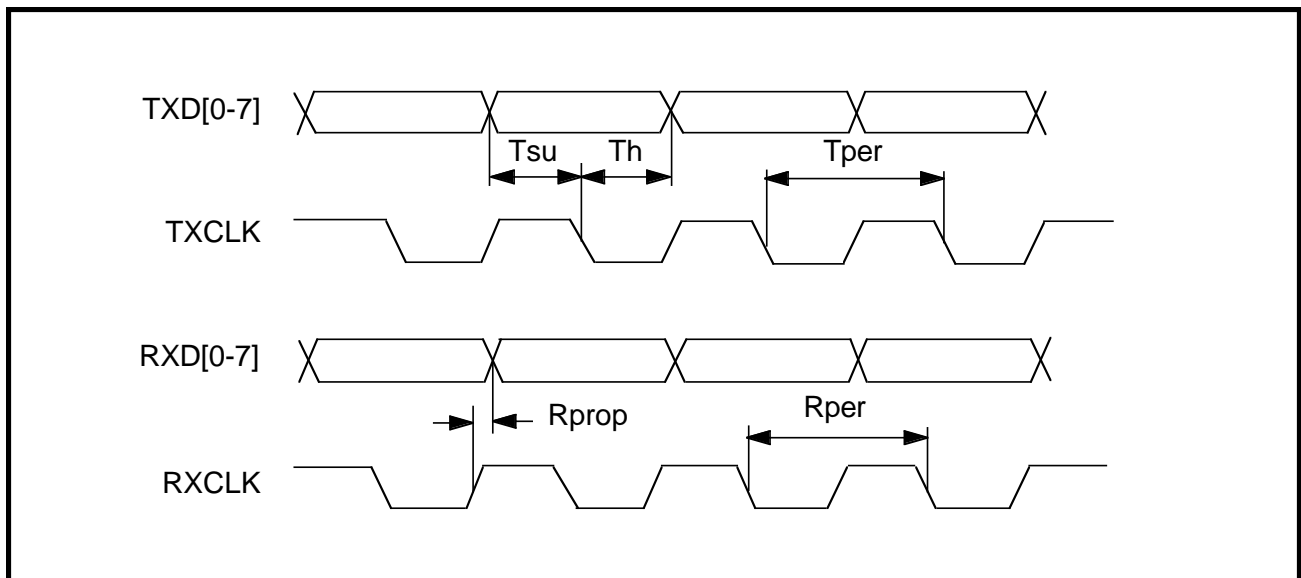 TXD[0-7]
Tsu Th Tper
TXCLK
RXD[0-7]
Rprop Rper
RXCLK